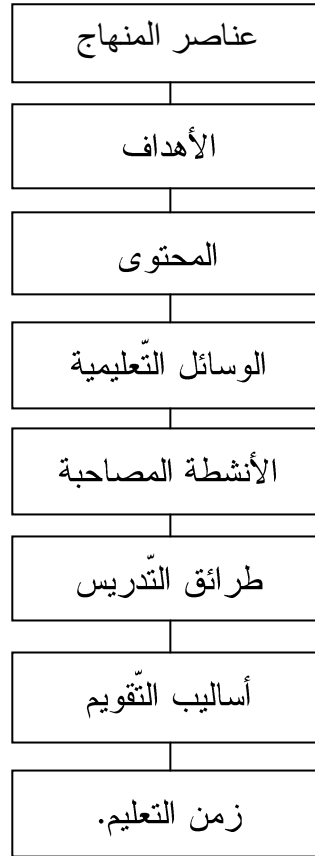 عناصر المنهاج
الأهداف
المحتوى
الوسائل التّعليمية
الأنشطة المصاحبة
طرائق التّدريس
أساليب التّقويم
زمن التعليم.